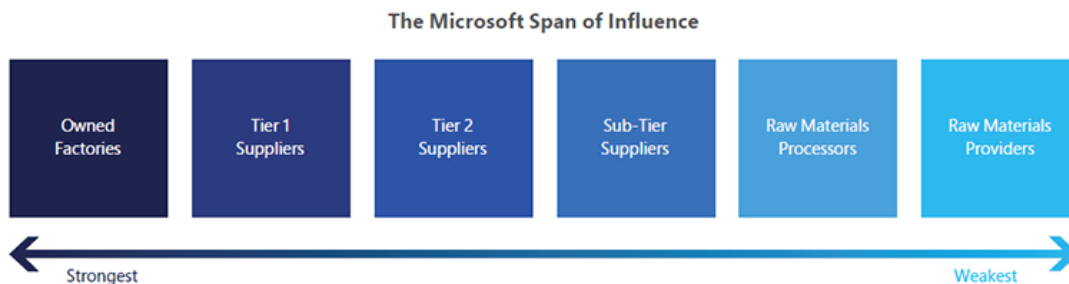 The Microsoft Span of Influence
Owned
Factories
Tier 1
Suppliers
Tier 2
Suppliers
Sub-Tier
Suppliers
Raw Materials
Processors
Raw Materials
Providers
Strongest
Weakest